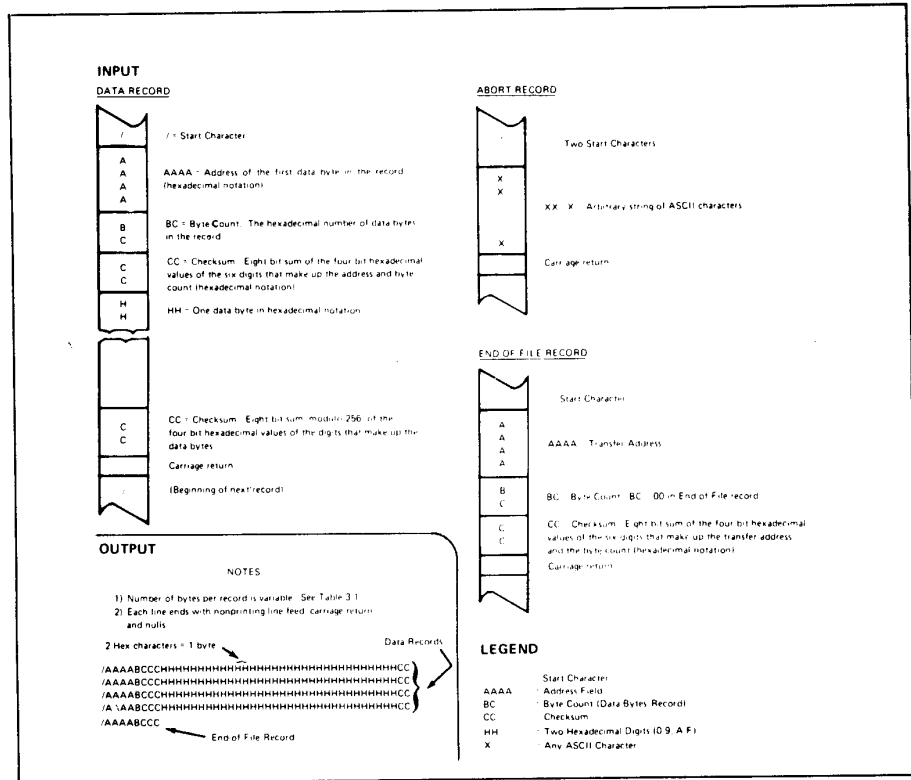 INPUT
DATA RECORD
/
/ = Start Character
A
A
A
A
AAAA = Address of the first data byte in the record
(hexadecimal notation)
B
C
BC = Byte Count. The hexadecimal number of data bytes
in the record
C
C
CC = Checksum. Eight bit sum of the four bit hexadecimal
values of the six digits that make up the address and byte
count (hexadecimal notation)
H
H
HH = One data byte in hexadecimal notation
C
C
CC = Checksum. Eight bit sum, modulo 256, of the
four bit hexadecimal values of the digits that make up the
data bytes
Carriage return
/
(Beginning of next record)
ABORT RECORD
Two Start Characters
X
X
X
XX X Arbitrary string of ASCII characters
Carriage return
END OF FILE RECORD
Start Character
A
A
A
A
AAAA Transfer Address
B
C
BC Byte Count BC 00 in End of File record
C
C
CC Checksum Eight bit sum of the four bit hexadecimal
values of the six digits that make up the transfer address
and the byte count (hexadecimal notation)
Carriage return
OUTPUT
NOTES
1) Number of bytes per record is variable. See Table 3.1
2) Each line ends with nonprinting line feed, carriage return
and nulls
2 Hex characters = 1 byte
Data Records
/AAAABCCCHHHHHHHHHHHHHHHHHHHHHHHHHHHHHHHHCC
/AAAABCCCHHHHHHHHHHHHHHHHHHHHHHHHHHHHHHHHCC
/AAAABCCCHHHHHHHHHHHHHHHHHHHHHHHHHHHHHHHHCC
/A AABCCCHHHHHHHHHHHHHHHHHHHHHHHHHHHHHHHHCC
/AAAABCCC
End of File Record
LEGEND
Start Character
AAAA - Address Field
BC - Byte Count (Data Bytes Record)
CC Checksum
HH - Two Hexadecimal Digits (0 9, A F)
X - Any ASCII Character